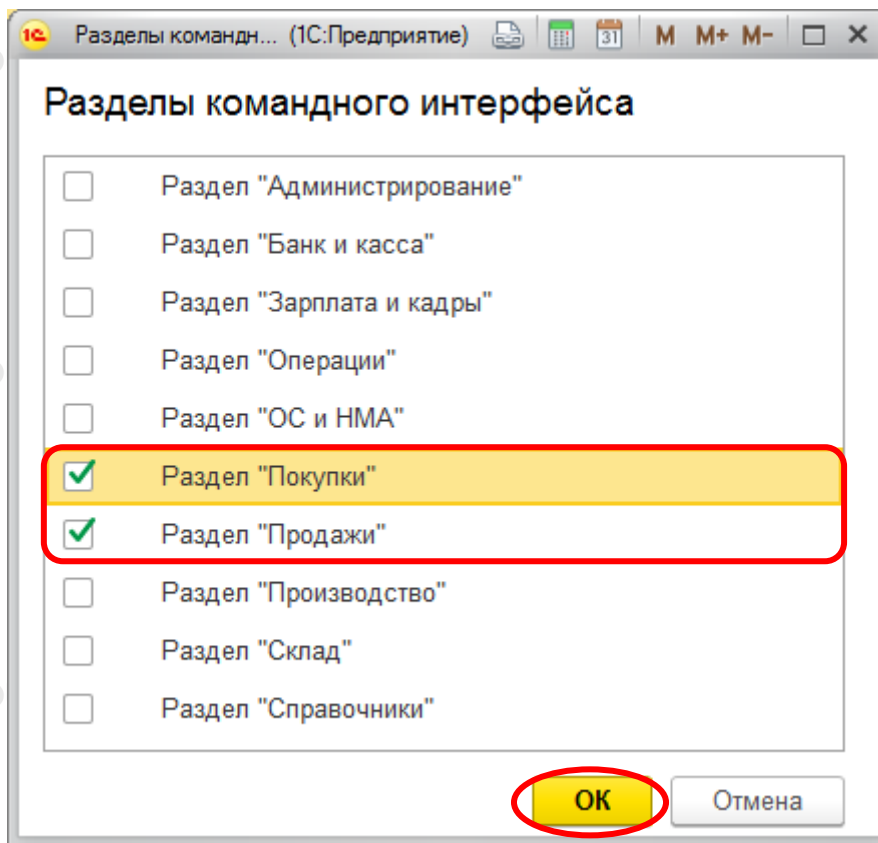 1С Разделы командн... (1С:Предприятие) 31 M M+ M-
Разделы командного интерфейса
Раздел "Администрирование"
Раздел "Банк и касса"
Раздел "Зарплата и кадры"
Раздел "Операции"
Раздел "ОС и НМА"
Раздел "Покупки"
Раздел "Продажи"
Раздел "Производство"
Раздел "Склад"
Раздел "Справочники"
ОК Отмена